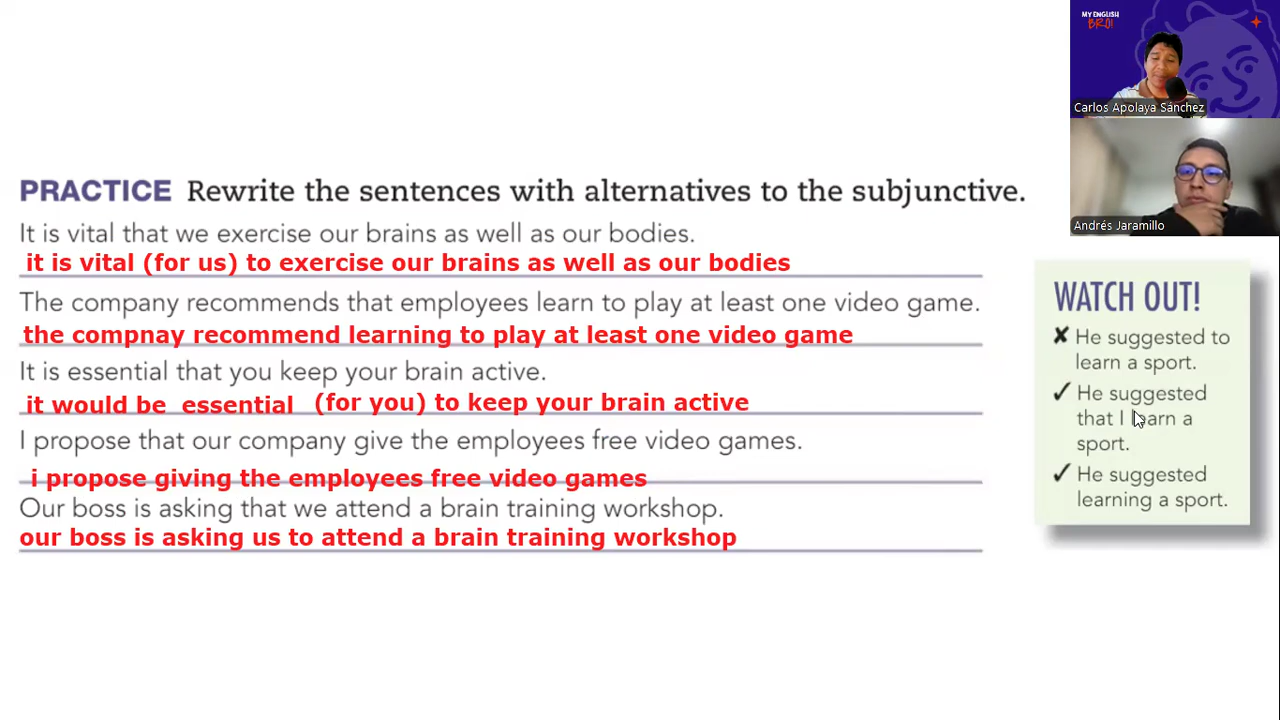 MY ENGLISH
BRO!
Carlos Apolaya Sánchez
Andrés Jaramillo
PRACTICE Rewrite the sentences with alternatives to the subjunctive.
It is vital that we exercise our brains as well as our bodies.
it is vital (for us) to exercise our brains as well as our bodies
The company recommends that employees learn to play at least one video game.
the compnay recommend learning to play at least one video game
It is essential that you keep your brain active.
it would be essential (for you) to keep your brain active
I propose that our company give the employees free video games.
i propose giving the employees free video games
Our boss is asking that we attend a brain training workshop.
our boss is asking us to attend a brain training workshop
WATCH OUT!
✘ He suggested to
learn a sport.
✓ He suggested
that I learn a
sport.
✓ He suggested
learning a sport.